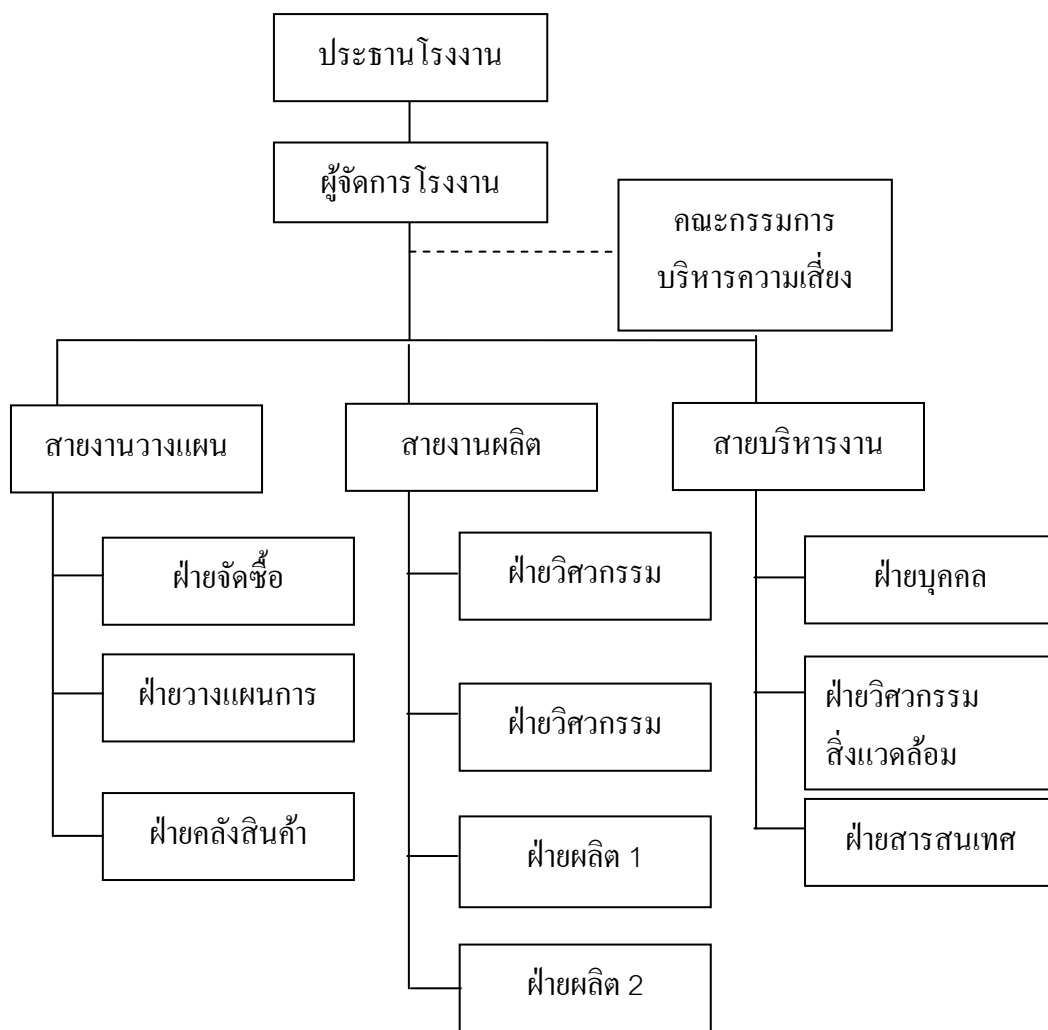 ประธานโรงงาน
ผู้จัดการโรงงาน
คณะกรรมการ
บริหารความเสี่ยง
สายงานวางแผน
สายงานผลิต
สายบริหารงาน
ฝ่ายจัดซื้อ
ฝ่ายวางแผนการ
ฝ่ายคลังสินค้า
ฝ่ายวิศวกรรม
ฝ่ายวิศวกรรม
ฝ่ายผลิต 1
ฝ่ายผลิต 2
ฝ่ายบุคคล
ฝ่ายวิศวกรรม
สิ่งแวดล้อม
ฝ่ายสารสนเทศ